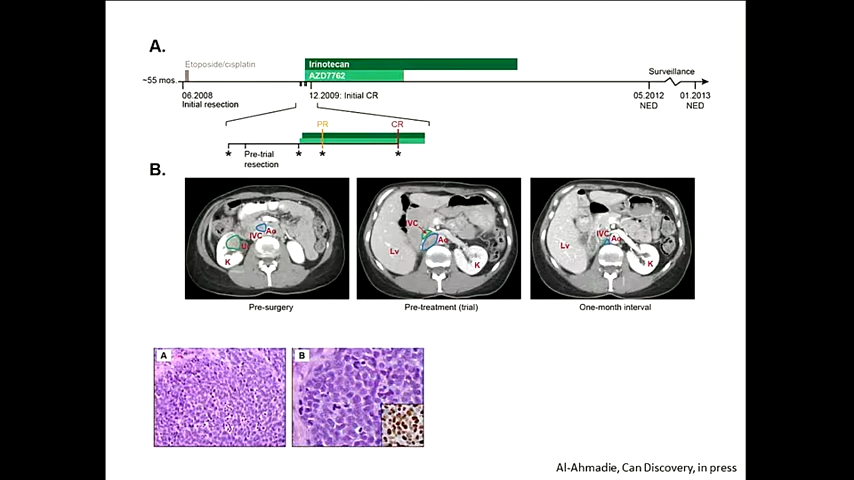 A.
Etoposide/cisplatin
Irinotecan
AZD7762
Surveillance
~55 mos.
06.2008
Initial resection
12.2009: Initial CR
05.2012
NED
01.2013
NED
PR
CR
* Pre-trial resection * * *
B.
IVC
Ao
U
K
IVC
Ao
Lv
K
IVC
Ao
Lv
K
Pre-surgery
Pre-treatment (trial)
One-month interval
A
B
Al-Ahmadie, Can Discovery, in press